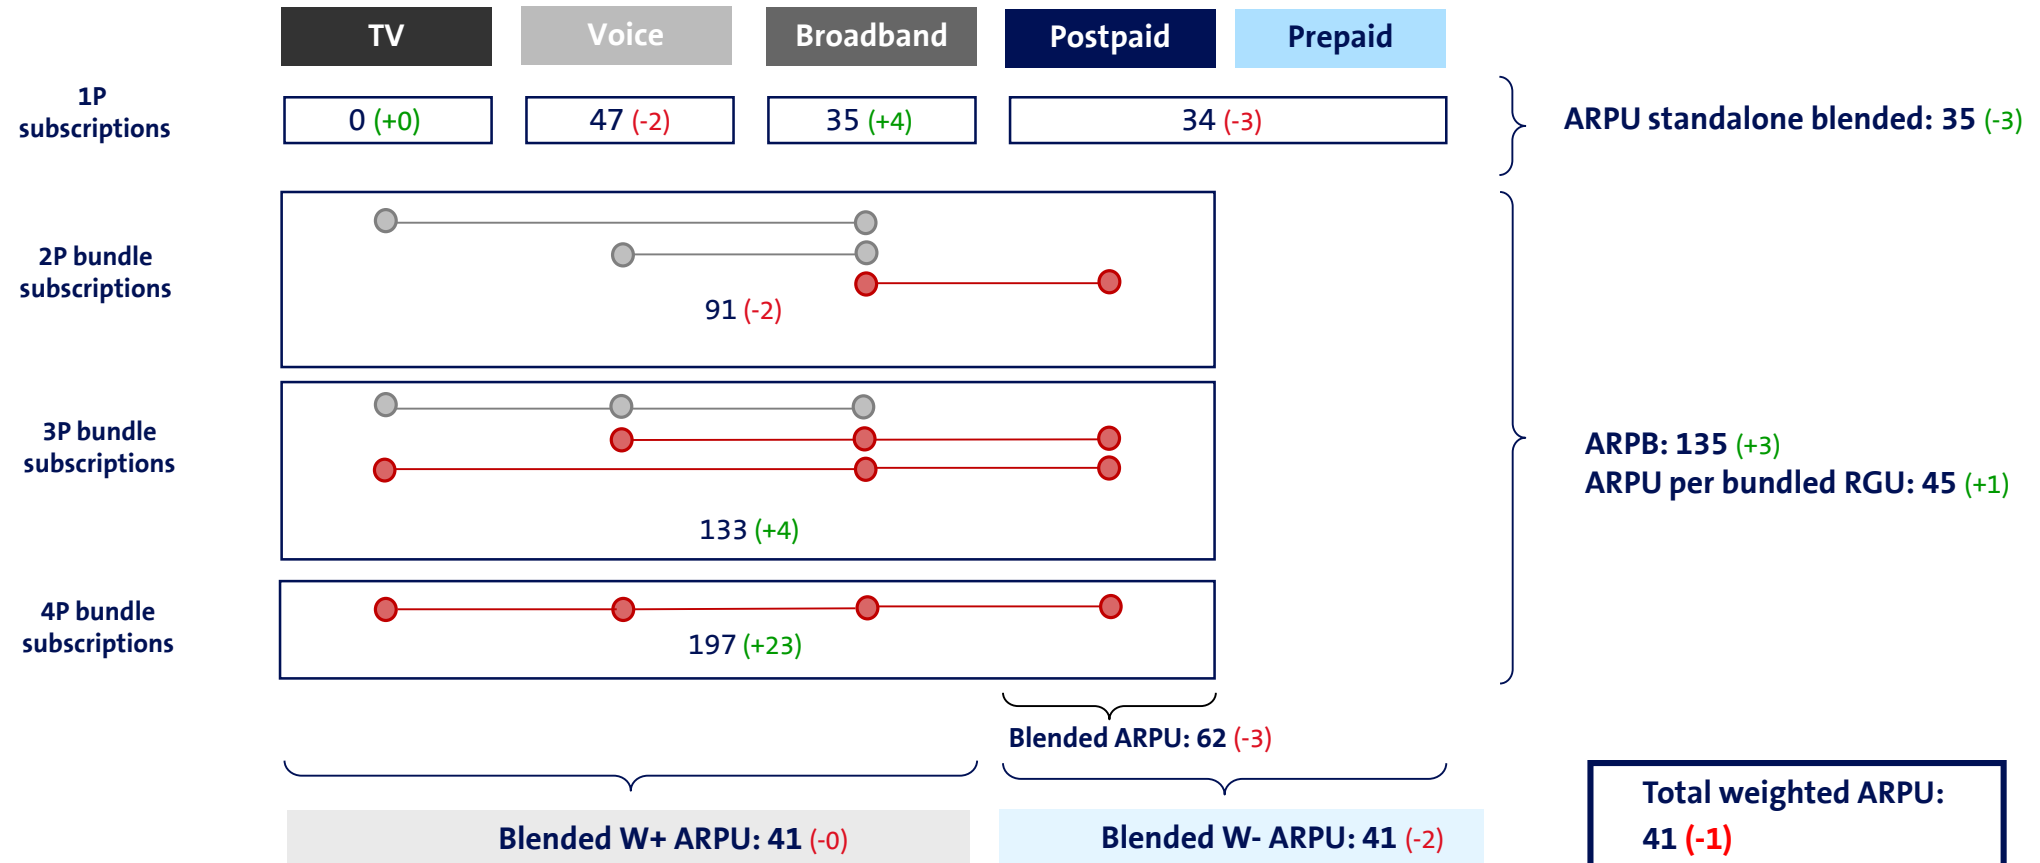 TV
Voice
Broadband
Postpaid
Prepaid
1P
subscriptions
0 (+0)
47 (-2)
35 (+4)
34 (-3)
ARPU standalone blended: 35 (-3)
2P bundle
subscriptions
91 (-2)
3P bundle
subscriptions
133 (+4)
ARPB: 135 (+3)
ARPU per bundled RGU: 45 (+1)
4P bundle
subscriptions
197 (+23)
Blended ARPU: 62 (-3)
Blended W+ ARPU: 41 (-0)
Blended W- ARPU: 41 (-2)
Total weighted ARPU:
41 (-1)